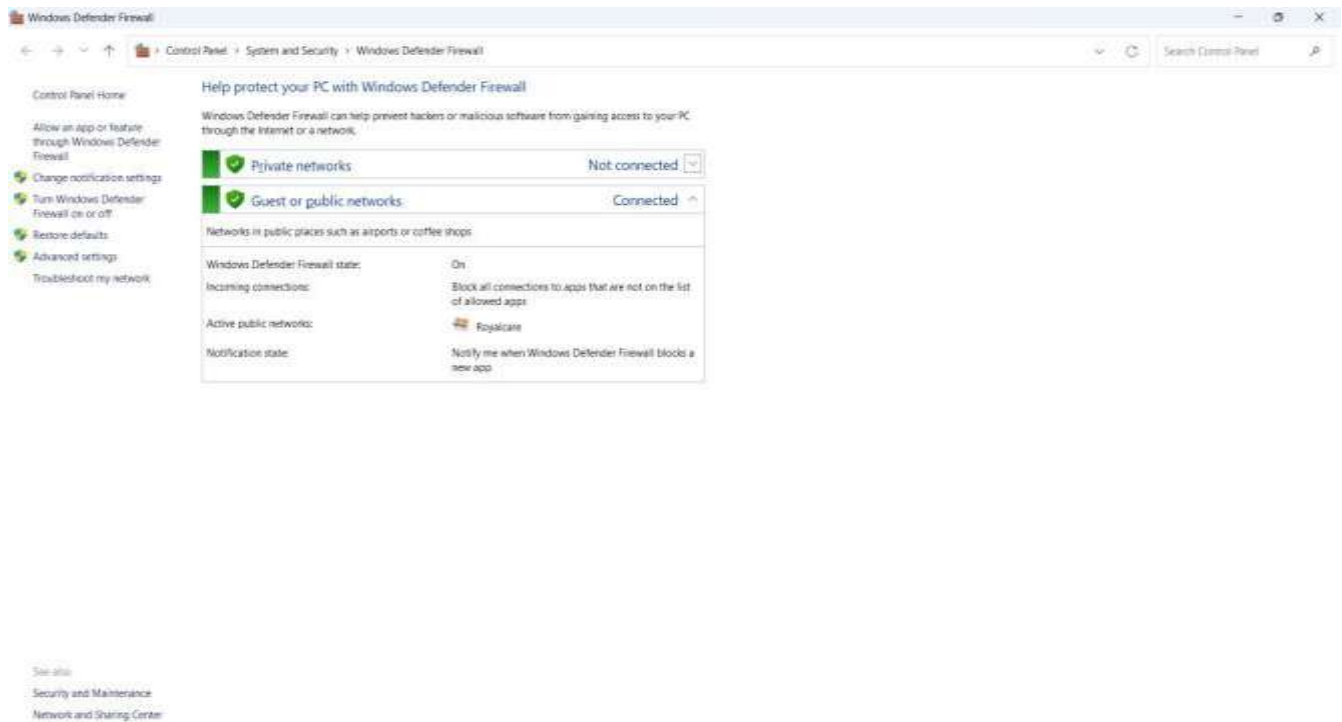 Windows Defender Firewall
Control Panel › System and Security › Windows Defender Firewall
Search Control Panel
Control Panel Home
Allow an app or feature
through Windows Defender
Firewall
Change notification settings
Turn Windows Defender
Firewall on or off
Restore defaults
Advanced settings
Troubleshoot my network
Help protect your PC with Windows Defender Firewall
Windows Defender Firewall can help prevent hackers or malicious software from gaining access to your PC
through the Internet or a network.
Private networks Not connected
Guest or public networks Connected
Networks in public places such as airports or coffee shops
Windows Defender Firewall state: On
Incoming connections: Block all connections to apps that are not on the list
of allowed apps
Active public networks: Royalcare
Notification state: Notify me when Windows Defender Firewall blocks a
new app
See also
Security and Maintenance
Network and Sharing Center